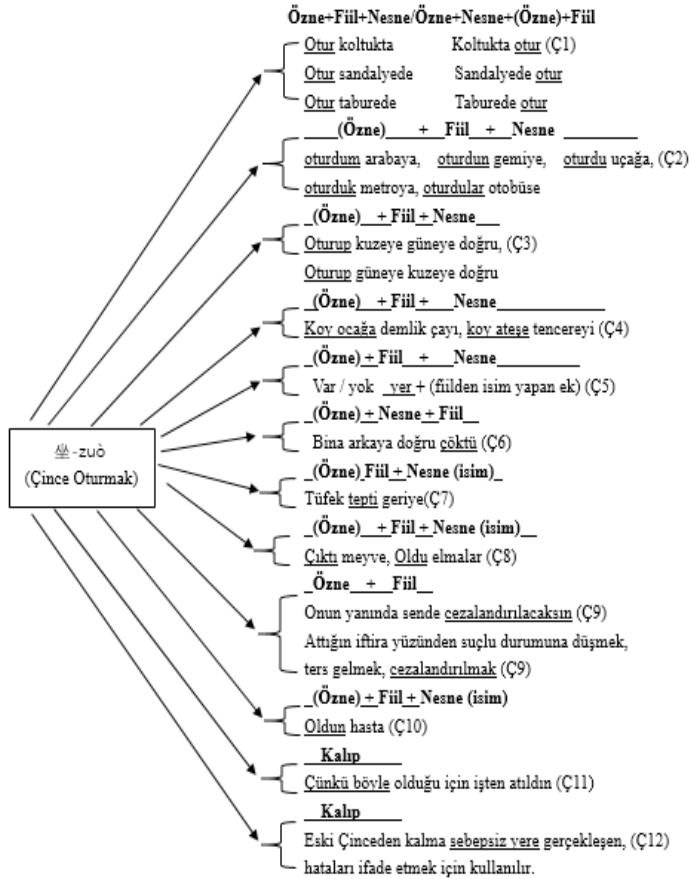 Özne+Fiil+Nesne/Özne+Nesne+(Özne)+Fiil
Otur koltukta Koltukta otur (Ç1)
Otur sandalyede Sandalyede otur
Otur taburede Taburede otur
(Özne) + Fiil + Nesne
oturdum arabaya, oturdun gemiye, oturdu uçağa, (Ç2)
oturduk metroya, oturdular otobüse
(Özne) + Fiil + Nesne
Oturup kuzeye güneye doğru, (Ç3)
Oturup güneye kuzeye doğru
(Özne) + Fiil + Nesne
Koy ocağa demlik çayı, koy ateşe tencereyi (Ç4)
(Özne) + Fiil + Nesne
Var / yok yer + (fiilden isim yapan ek) (Ç5)
(Özne) + Nesne + Fiil
Bina arkaya doğru çöktü (Ç6)
坐-zuò
(Çince Oturmak)
(Özne) Fiil + Nesne (isim)
Tüfek tepti geriye(Ç7)
(Özne) + Fiil + Nesne (isim)
Çıktı meyve, Oldu elmalar (Ç8)
Özne + Fiil
Onun yanında sende cezalandırılacaksın (Ç9)
Attığın iftira yüzünden suçlu durumuna düşmek,
ters gelmek, cezalandırılmak (Ç9)
(Özne) + Fiil + Nesne (isim)
Oldun hasta (Ç10)
Kalıp
Çünkü böyle olduğu için işten atıldın (Ç11)
Kalıp
Eski Çinceden kalma sebepsiz yere gerçekleşen, (Ç12)
hataları ifade etmek için kullanılır.